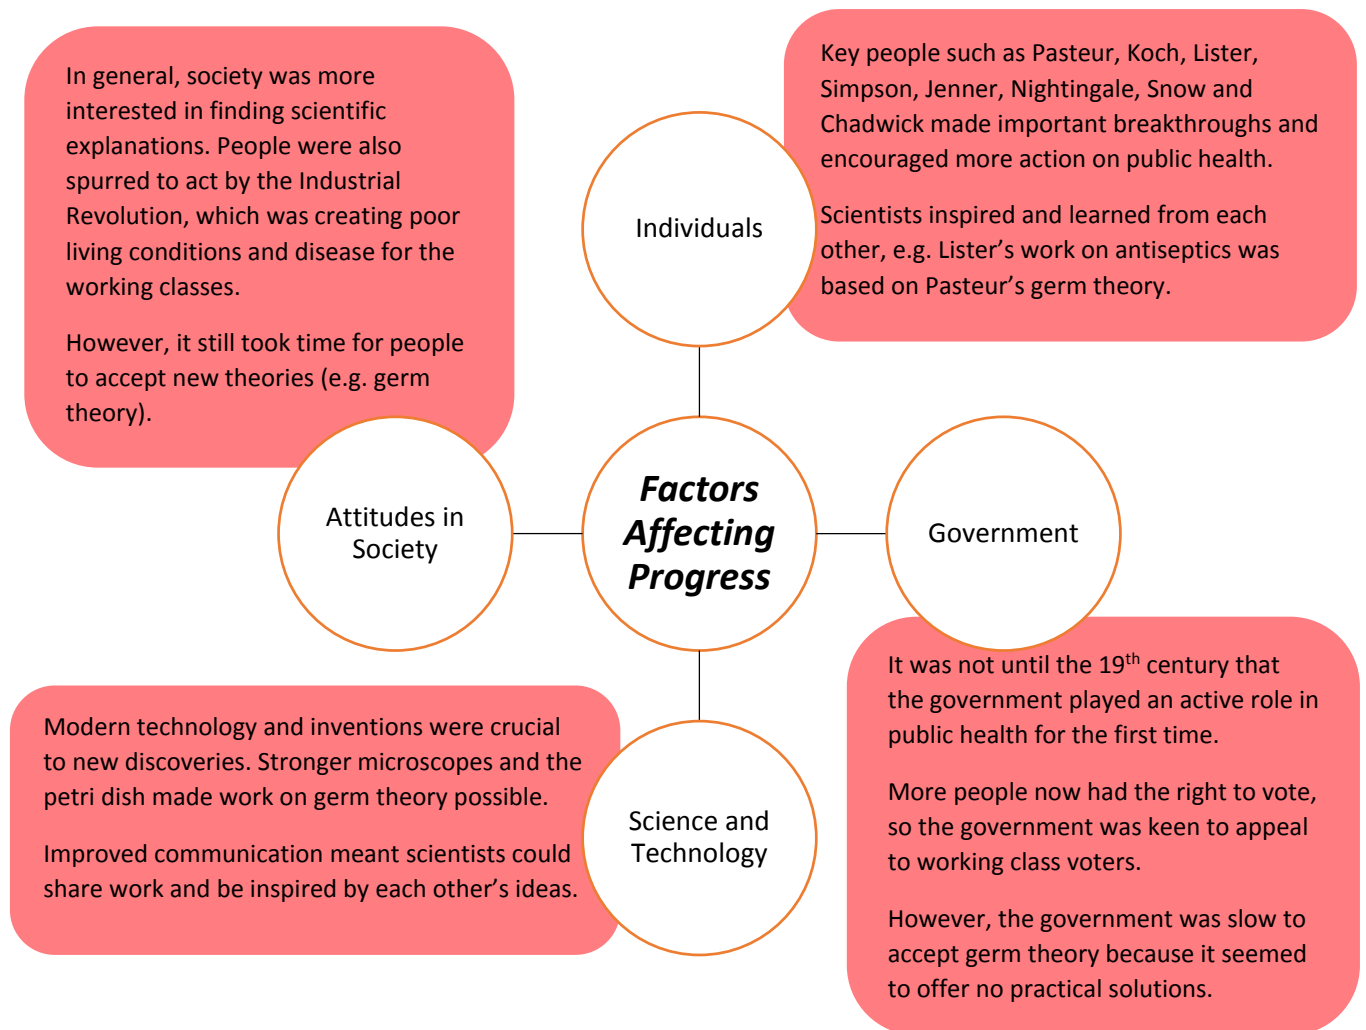 In general, society was more
interested in finding scientific
explanations. People were also
spurred to act by the Industrial
Revolution, which was creating poor
living conditions and disease for the
working classes.
However, it still took time for people
to accept new theories (e.g. germ
theory).
Key people such as Pasteur, Koch, Lister,
Simpson, Jenner, Nightingale, Snow and
Chadwick made important breakthroughs and
encouraged more action on public health.
Scientists inspired and learned from each
other, e.g. Lister’s work on antiseptics was
based on Pasteur’s germ theory.
Individuals
Attitudes in
Society
Factors
Affecting
Progress
Government
Modern technology and inventions were crucial
to new discoveries. Stronger microscopes and the
petri dish made work on germ theory possible.
Improved communication meant scientists could
share work and be inspired by each other’s ideas.
Science and
Technology
It was not until the 19th century that
the government played an active role in
public health for the first time.
More people now had the right to vote,
so the government was keen to appeal
to working class voters.
However, the government was slow to
accept germ theory because it seemed
to offer no practical solutions.